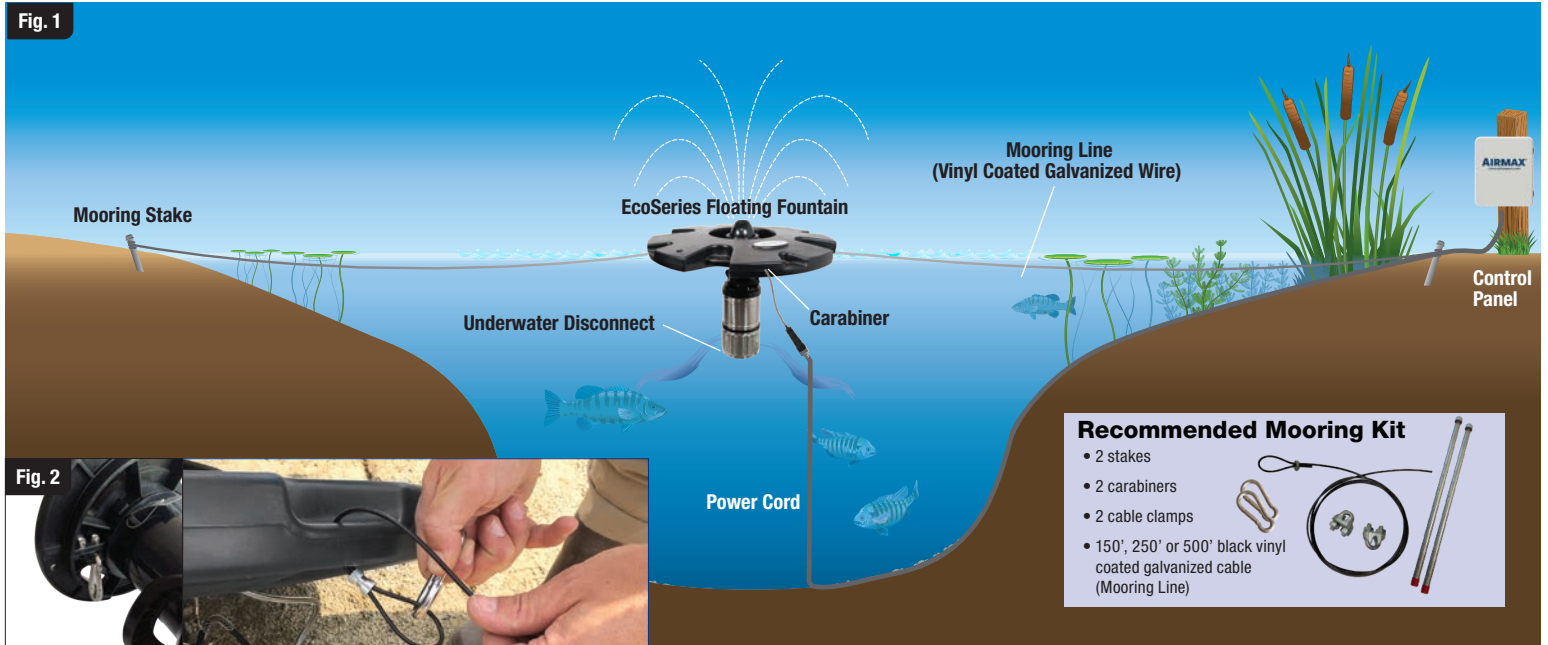 Fig. 1
AIRMAX
Mooring Line
(Vinyl Coated Galvanized Wire)
EcoSeries Floating Fountain
Mooring Stake
Control
Panel
Underwater Disconnect
Carabiner
Recommended Mooring Kit
• 2 stakes
• 2 carabiners
• 2 cable clamps
• 150’, 250’ or 500’ black vinyl
coated galvanized cable
(Mooring Line)
Fig. 2
Power Cord